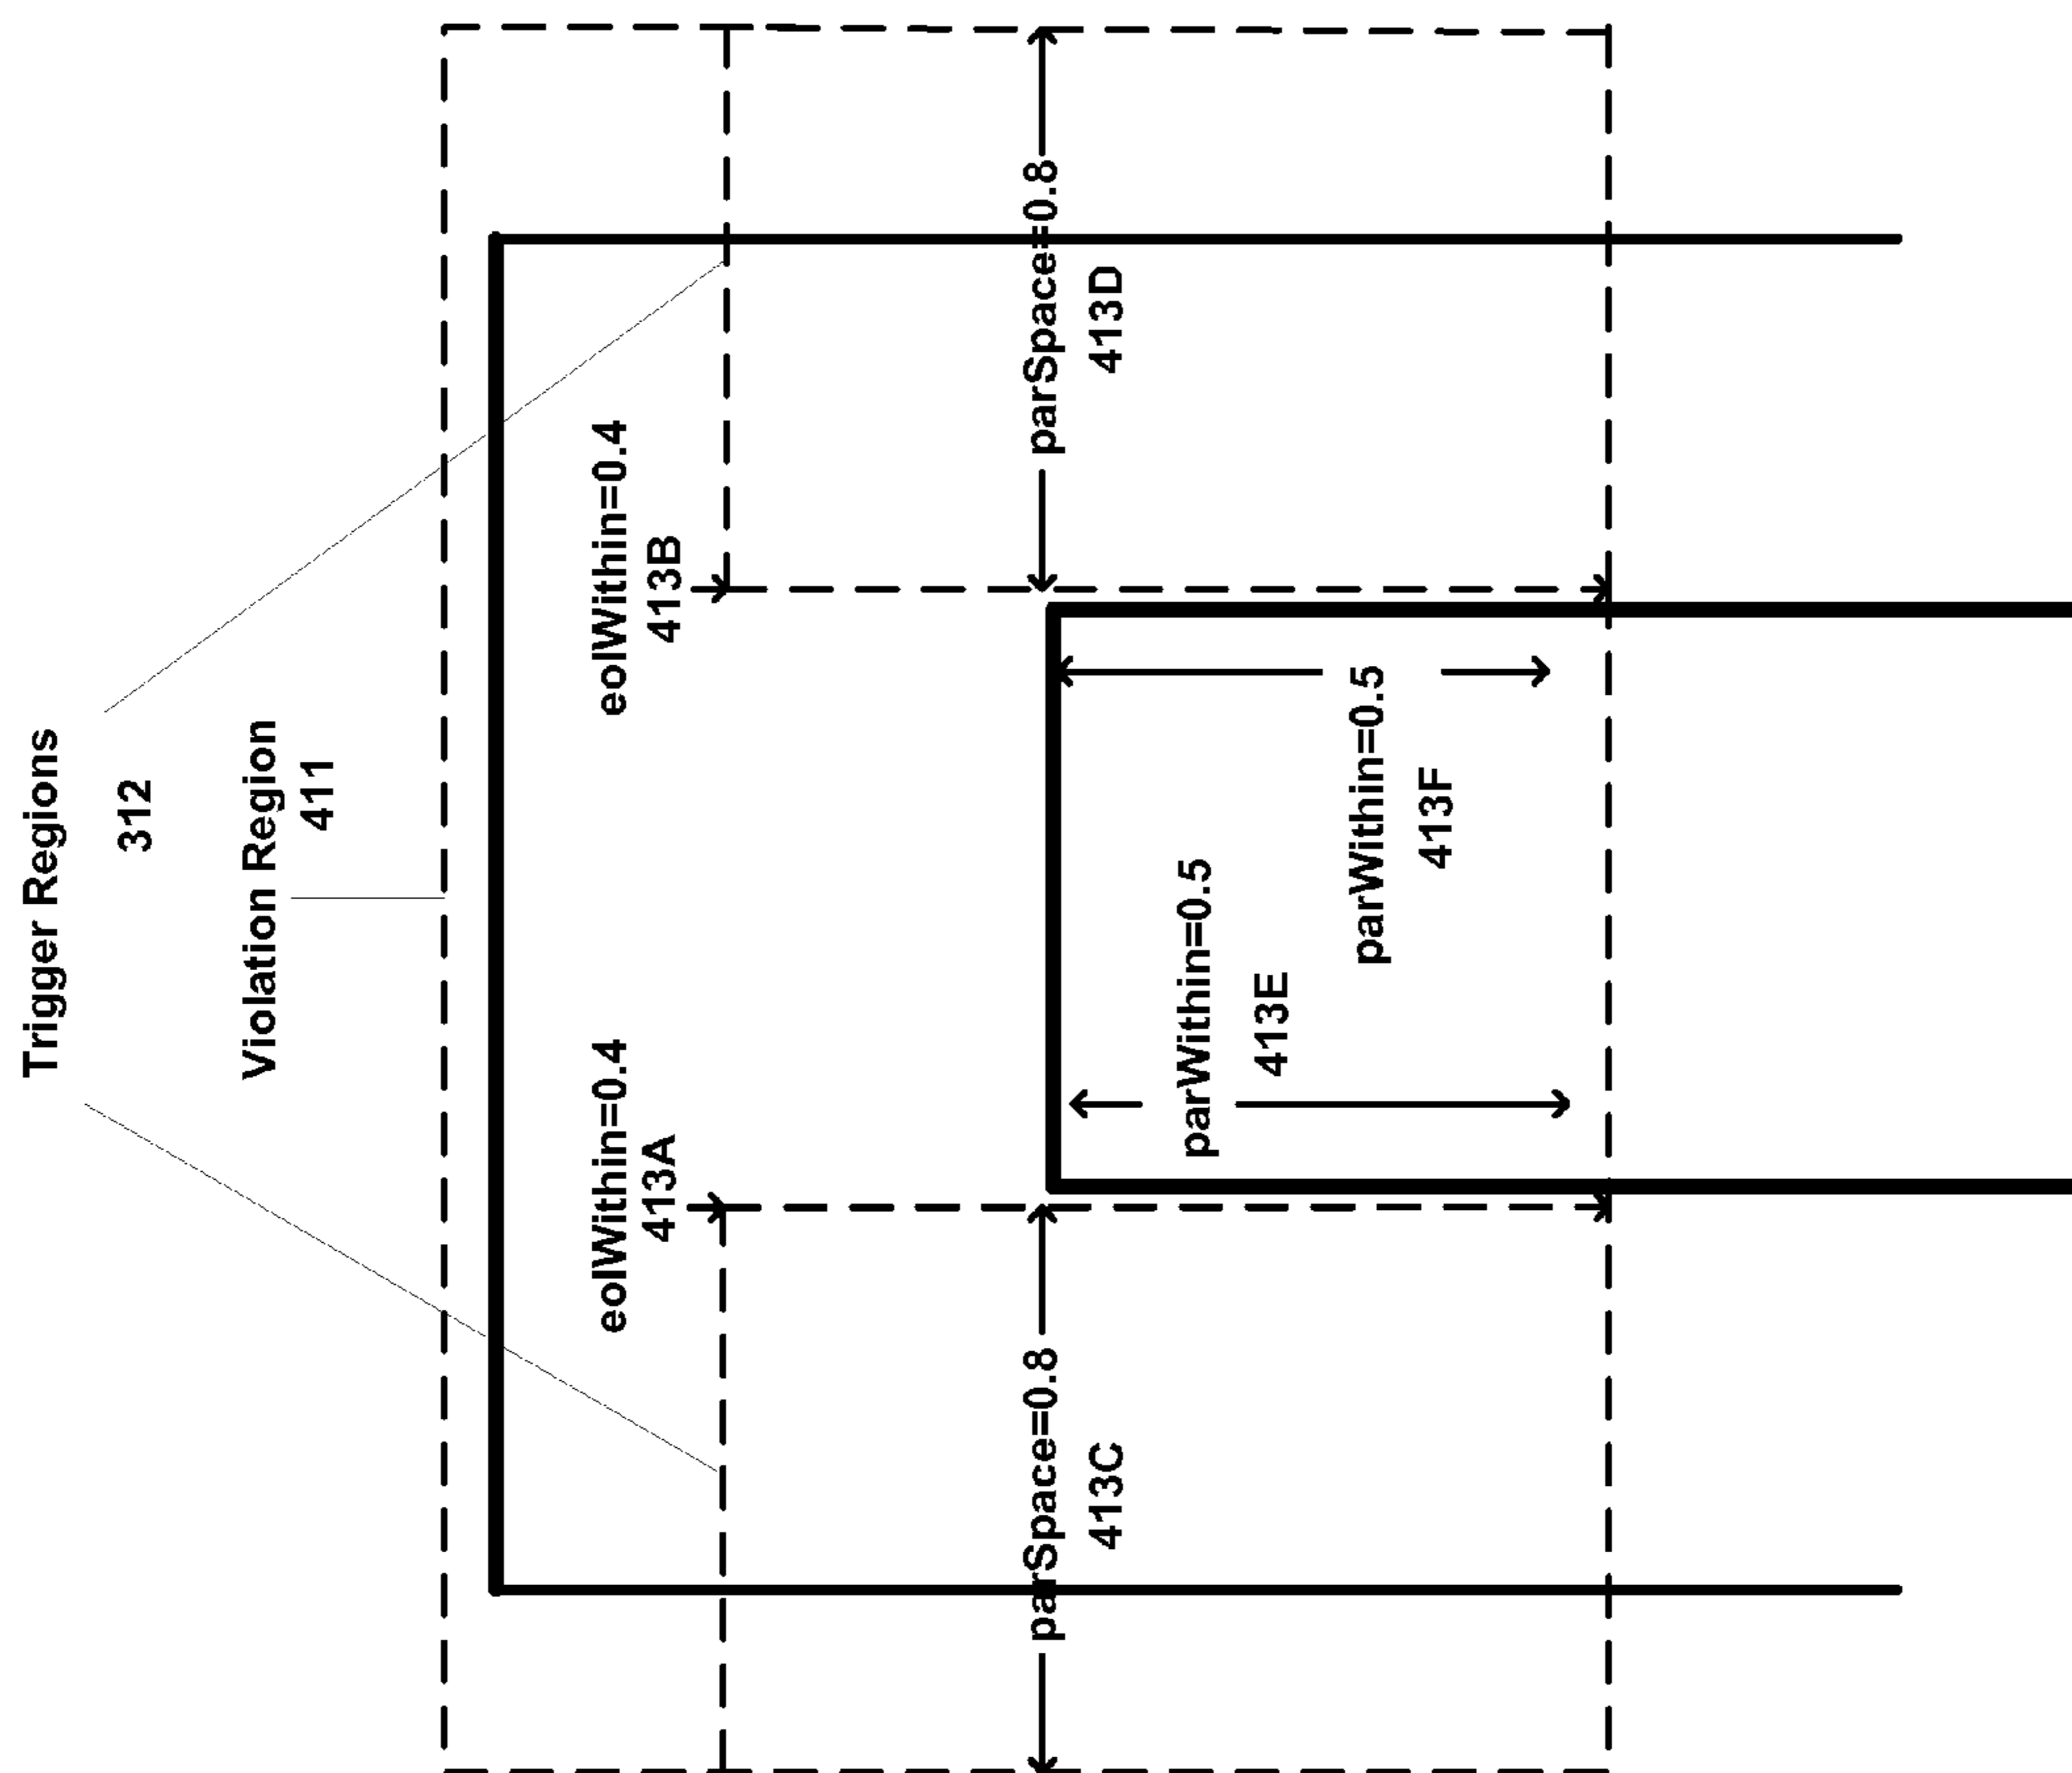 Trigger Regions
312
Violation Region
411
eolWithin=0.4
413A
eolWithin=0.4
413B
parSpace=0.8
413C
parSpace=0.8
413D
parWithin=0.5
413E
parWithin=0.5
413F